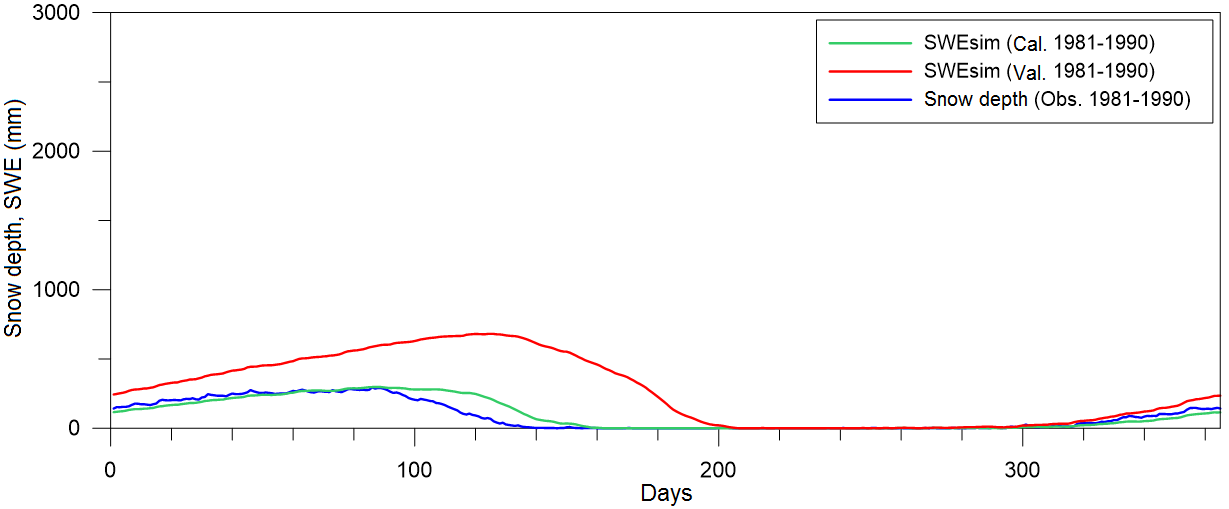 3000
SWEsim (Cal. 1981-1990)
SWEsim (Val. 1981-1990)
Snow depth (Obs. 1981-1990)
2000
Snow depth, SWE (mm)
1000
0
0 100 200 300
Days